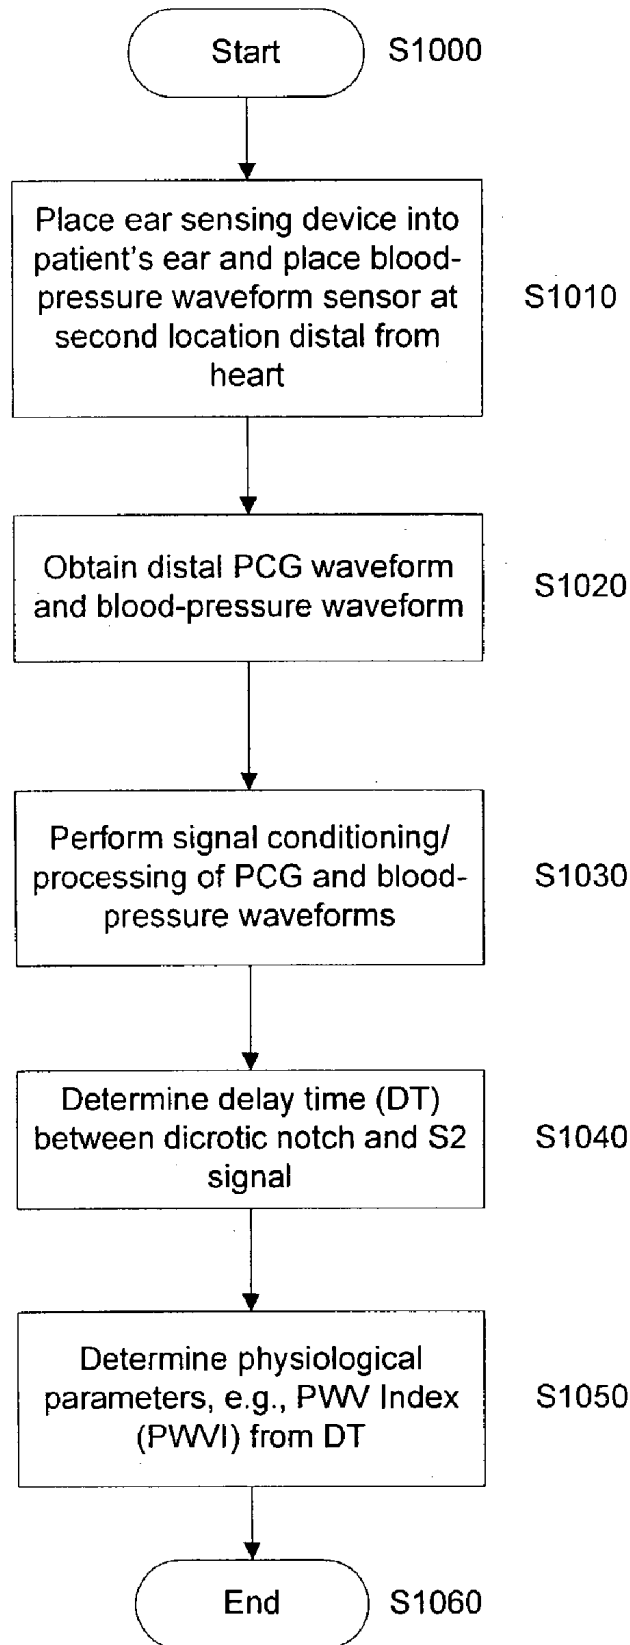 Start S1000
Place ear sensing device into
patient's ear and place blood-
pressure waveform sensor at
second location distal from
heart
S1010
Obtain distal PCG waveform
and blood-pressure waveform
S1020
Perform signal conditioning/
processing of PCG and blood-
pressure waveforms
S1030
Determine delay time (DT)
between dicrotic notch and S2
signal
S1040
Determine physiological
parameters, e.g., PWV Index
(PWVI) from DT
S1050
End S1060